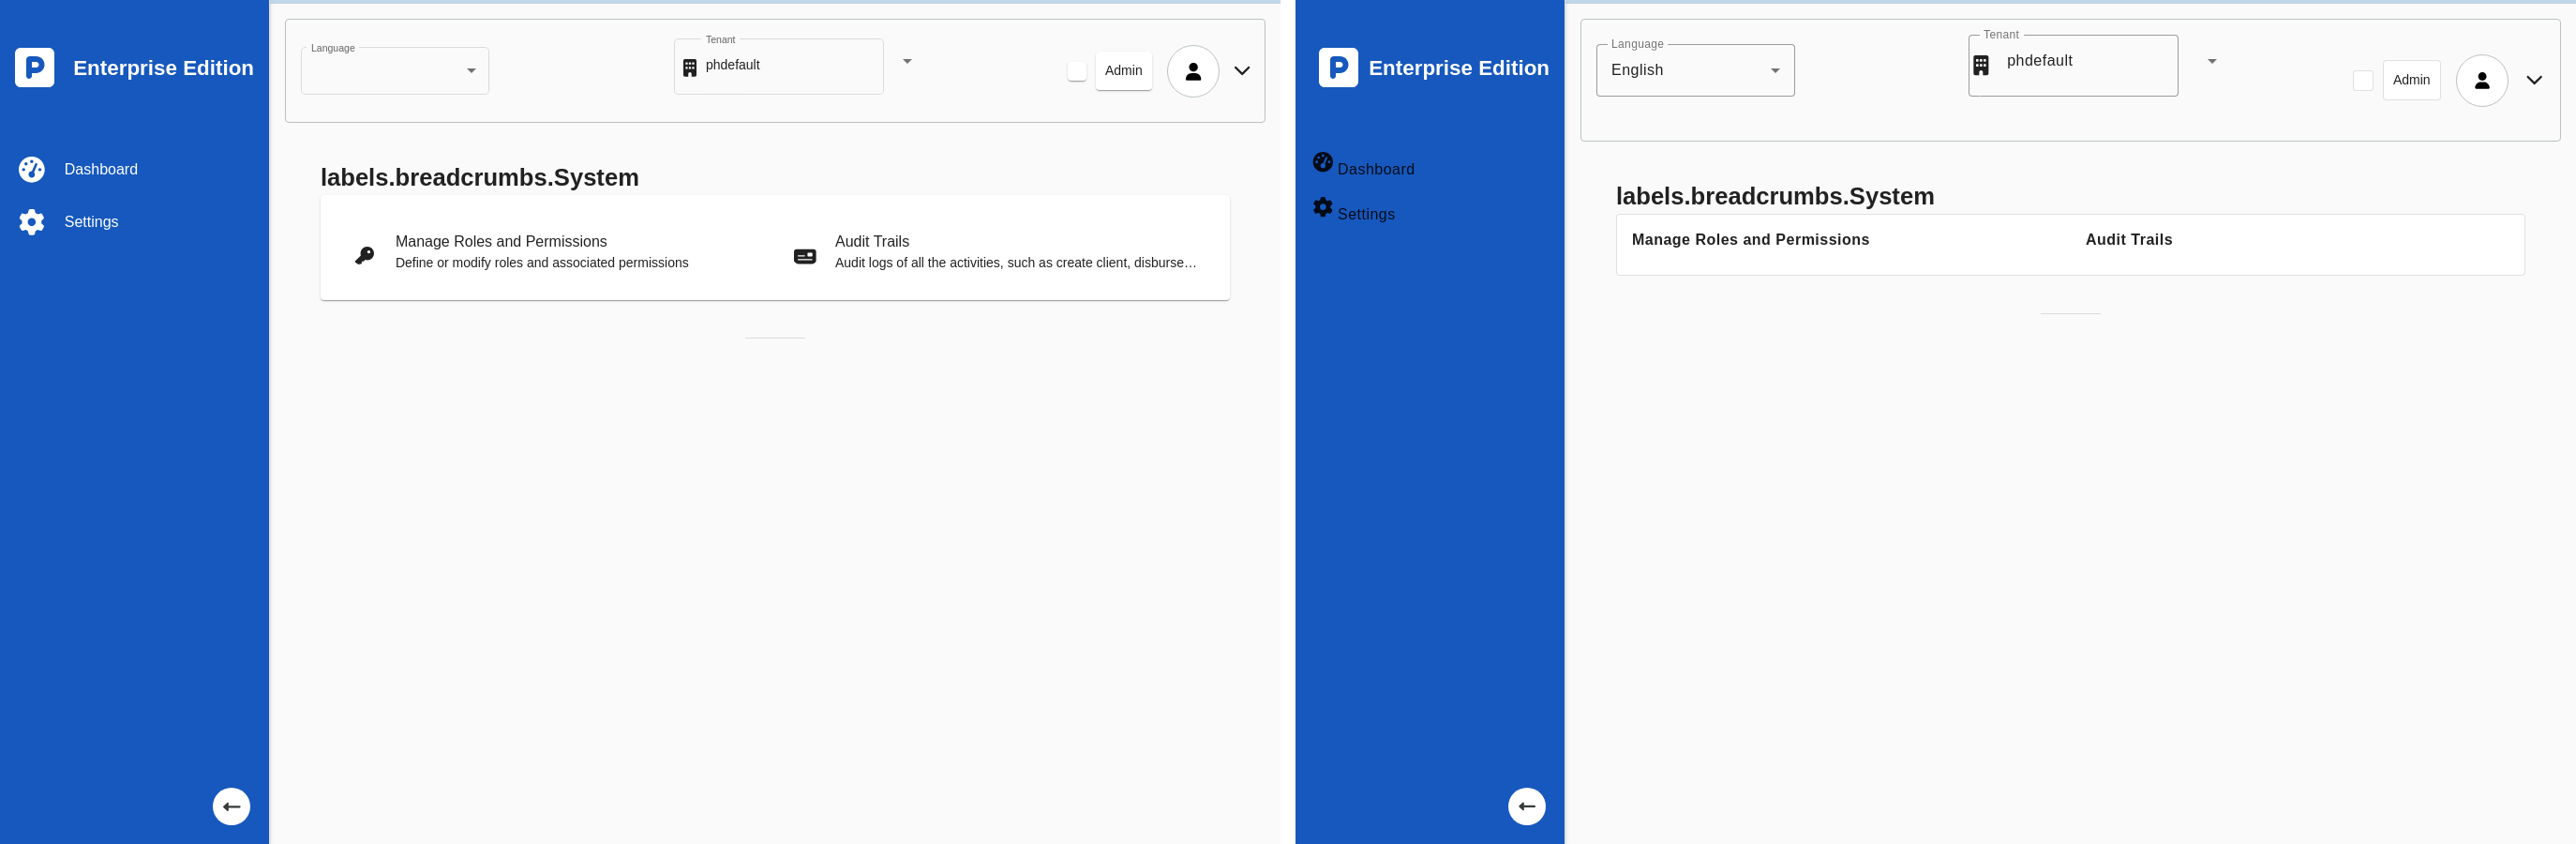 Enterprise Edition
Dashboard
Settings
Language
Tenant
phdefault
Admin
labels.breadcrumbs.System
Manage Roles and Permissions
Define or modify roles and associated permissions
Audit Trails
Audit logs of all the activities, such as create client, disburse…
Enterprise Edition
Dashboard
Settings
Language
English
Tenant
phdefault
Admin
labels.breadcrumbs.System
Manage Roles and Permissions
Audit Trails